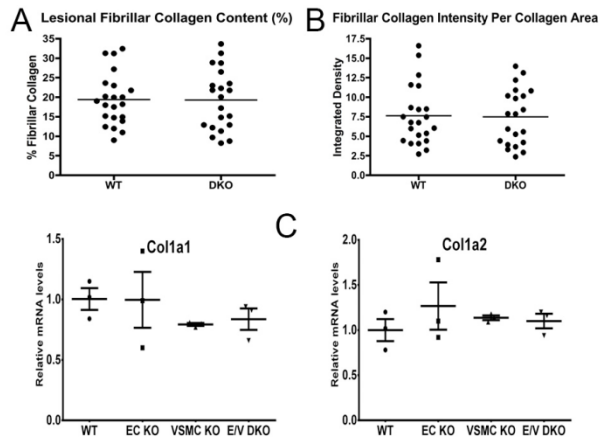 A
Lesional Fibrillar Collagen Content (%)
% Fibrillar Collagen
40
35
30
25
20
15
10
5
0
WT
DKO
B
Fibrillar Collagen Intensity Per Collagen Area
Integrated Density
17.5
15.0
12.5
10.0
7.5
5.0
2.5
0.0
WT
DKO
C
Col1a1
Relative mRNA levels
1.5
1.0
0.5
0.0
WT
EC KO
VSMC KO
E/V DKO
Col1a2
Relative mRNA levels
2.0
1.5
1.0
0.5
0.0
WT
EC KO
VSMC KO
E/V DKO